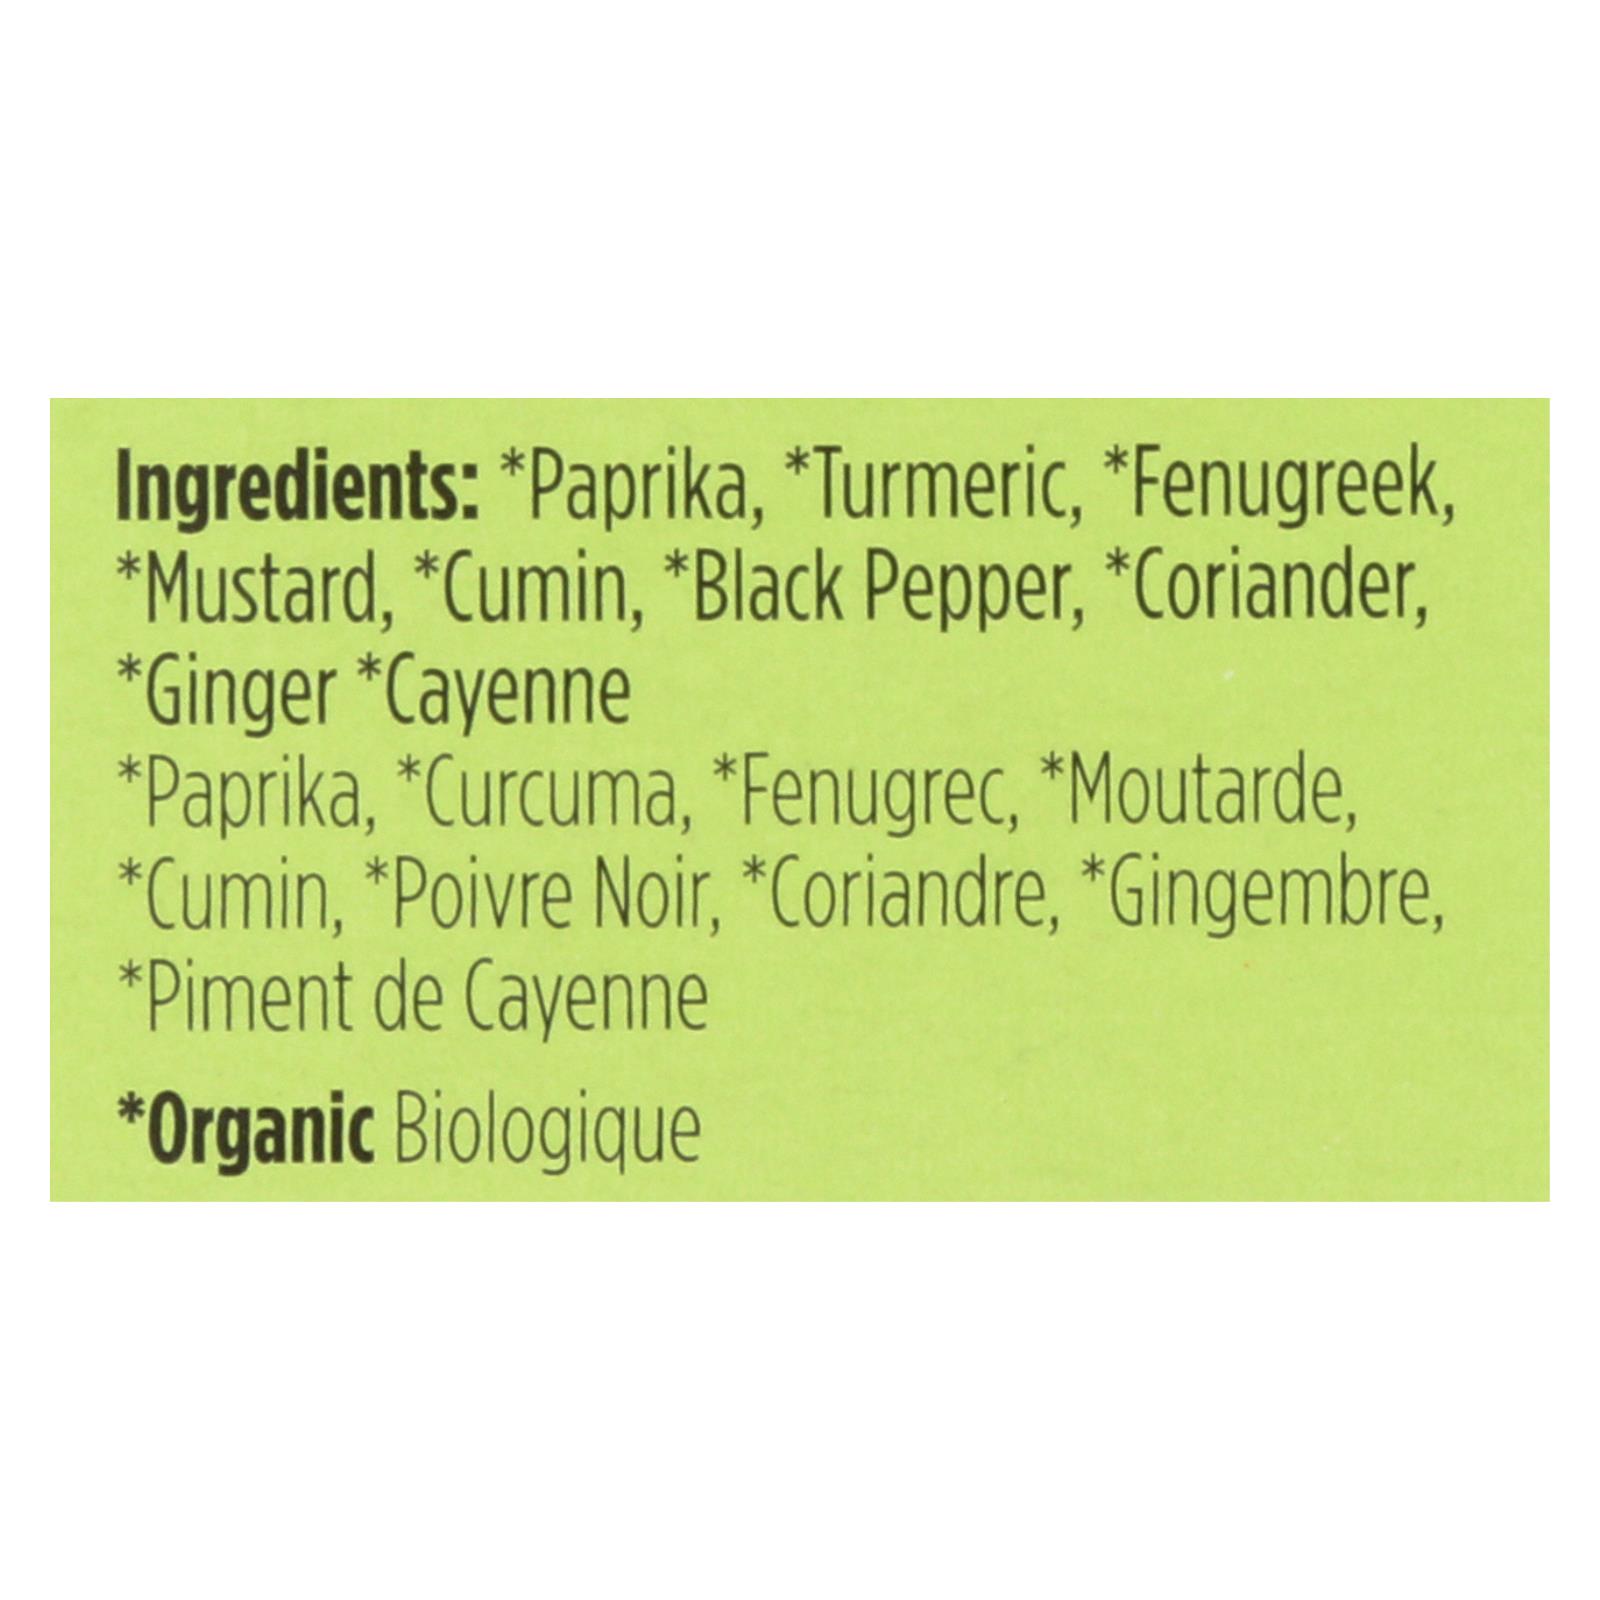 Ingredients: *Paprika, *Turmeric, *Fenugreek,
*Mustard, *Cumin, *Black Pepper, *Coriander,
*Ginger *Cayenne
*Paprika, *Curcuma, *Fenugrec, *Moutarde,
*Cumin, *Poivre Noir, *Coriandre, *Gingembre,
*Piment de Cayenne
*Organic Biologique